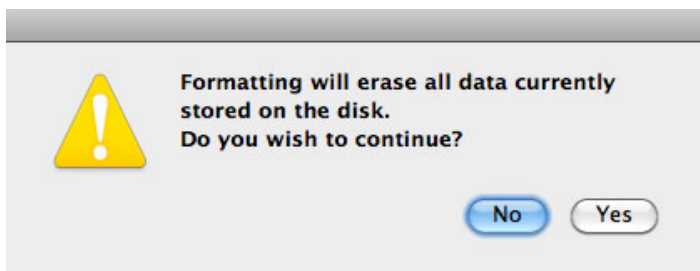 Formatting will erase all data currently
stored on the disk.
Do you wish to continue?
No Yes